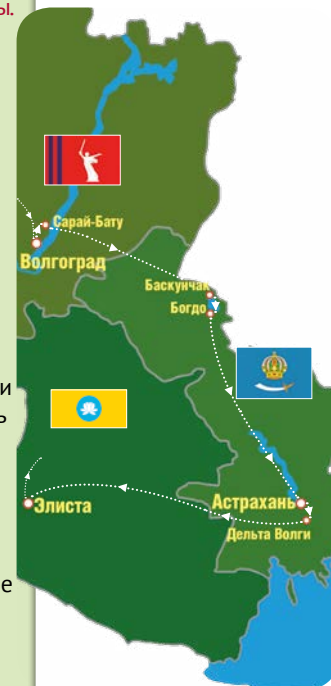 ы.
Сарай-Бату
Волгоград
Баскунчак
Богдо
и
ь
Элиста
Астрахань
Дельта Волги
е